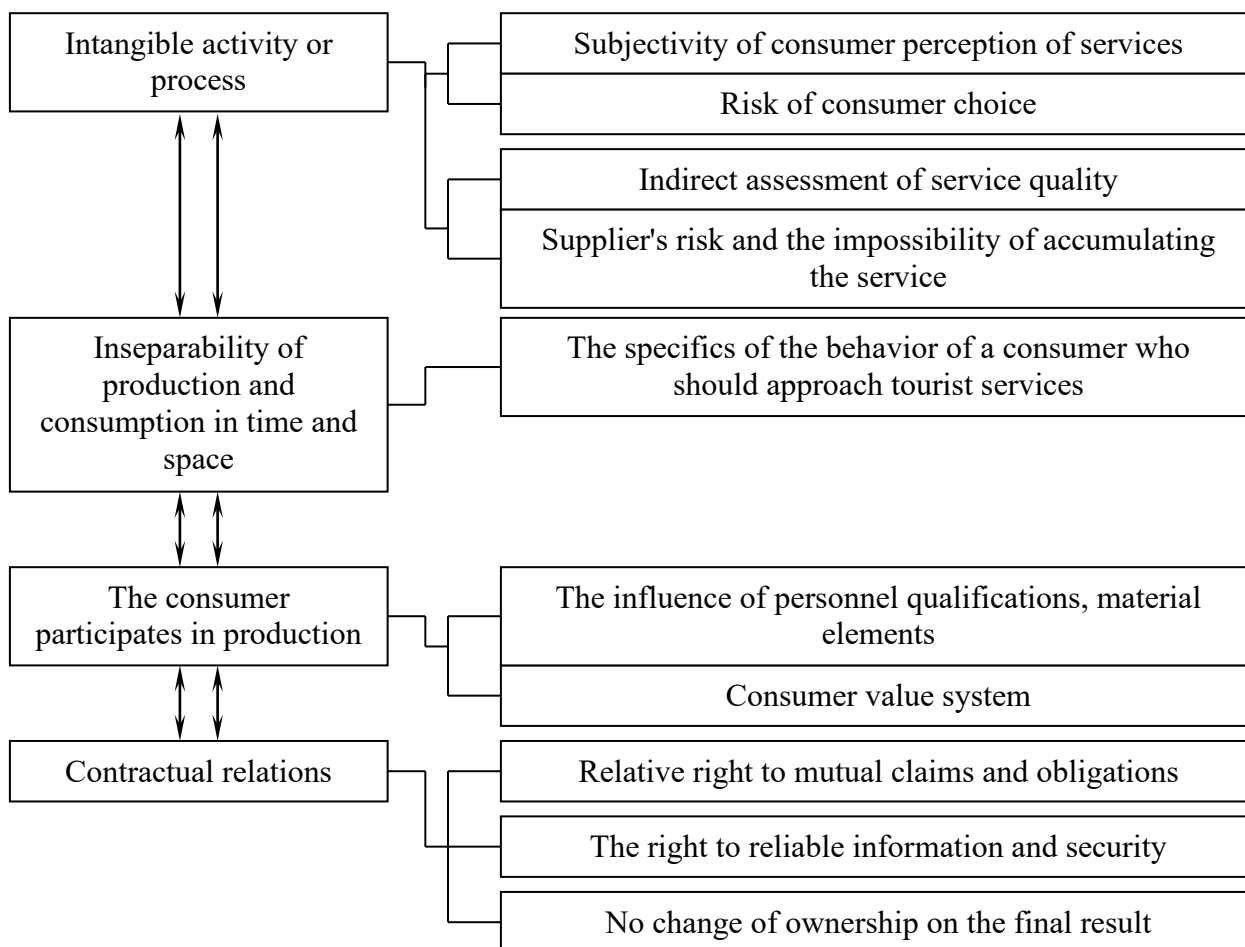 Intangible activity or
process
Subjectivity of consumer perception of services
Risk of consumer choice
Indirect assessment of service quality
Supplier's risk and the impossibility of accumulating
the service
Inseparability of
production and
consumption in time and
space
The specifics of the behavior of a consumer who
should approach tourist services
The consumer
participates in production
The influence of personnel qualifications, material
elements
Consumer value system
Contractual relations
Relative right to mutual claims and obligations
The right to reliable information and security
No change of ownership on the final result